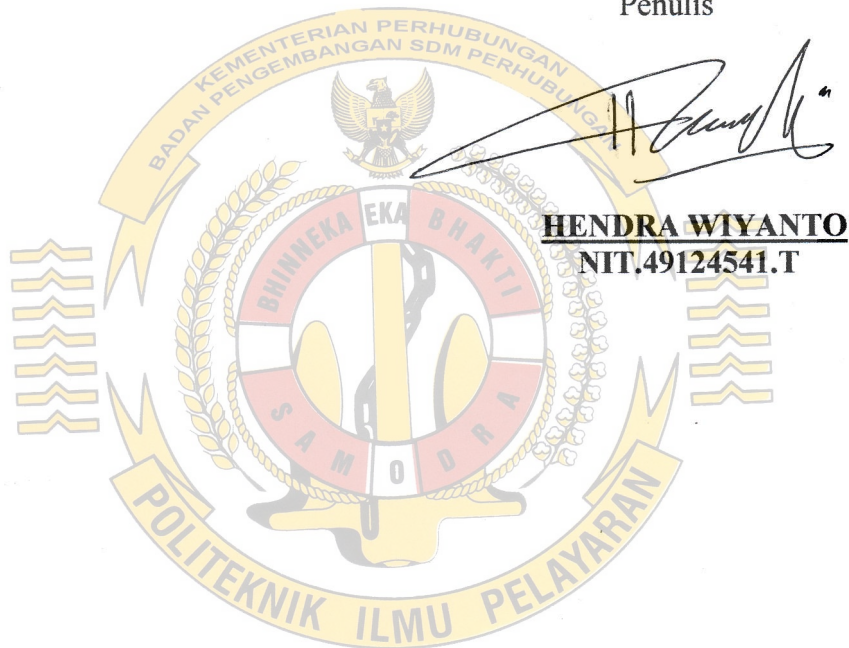 Penulis
KEMENTERIAN PERHUBUNGAN
BADAN PENGEMBANGAN SDM PERHUBUNGAN
BHINNEKA EKA BHAKTI
SAMODRA
HENDRA WIYANTO
NIT.49124541.T
POLITEKNIK ILMU PELAYARAN